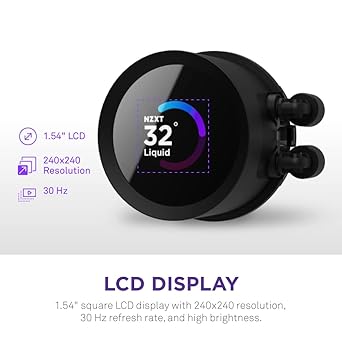 NZXT
32°
Liquid
1.54" LCD
240x240
Resolution
30 Hz
LCD DISPLAY
1.54" square LCD display with 240x240 resolution,
30 Hz refresh rate, and high brightness.